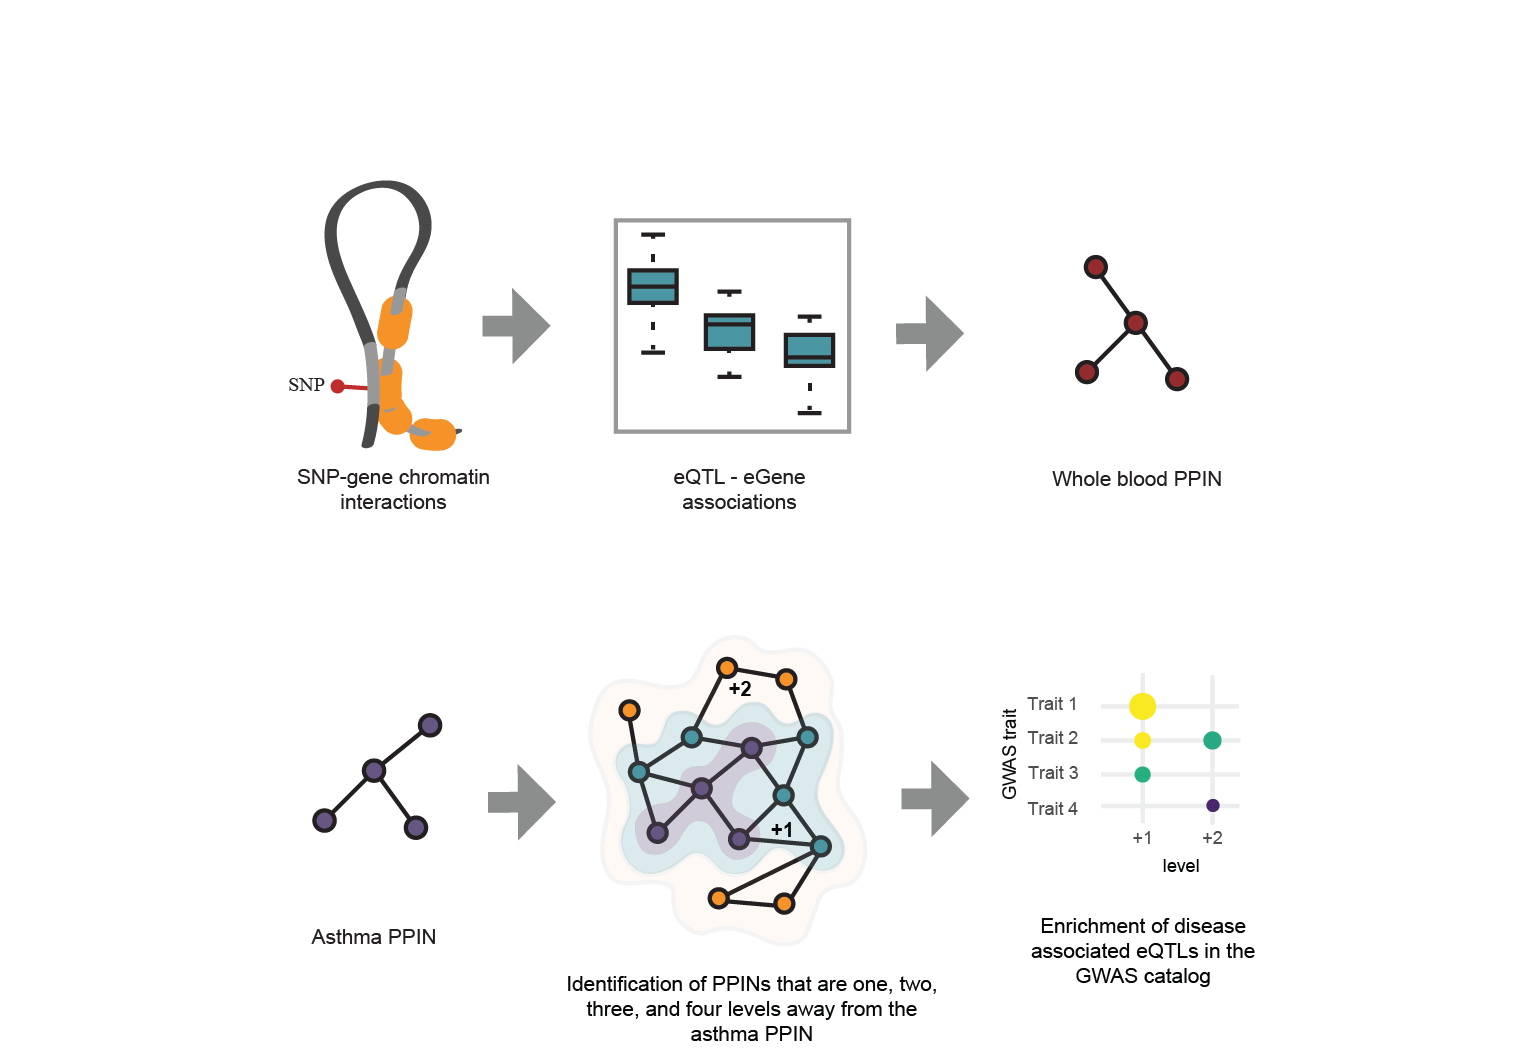 SNP
SNP-gene chromatin
interactions
eQTL - eGene
associations
Whole blood PPIN
Asthma PPIN
+2
+1
Identification of PPINs that are one, two,
three, and four levels away from the
asthma PPIN
GWAS trait
Trait 1
Trait 2
Trait 3
Trait 4
+1
+2
level
Enrichment of disease
associated eQTLs in the
GWAS catalog